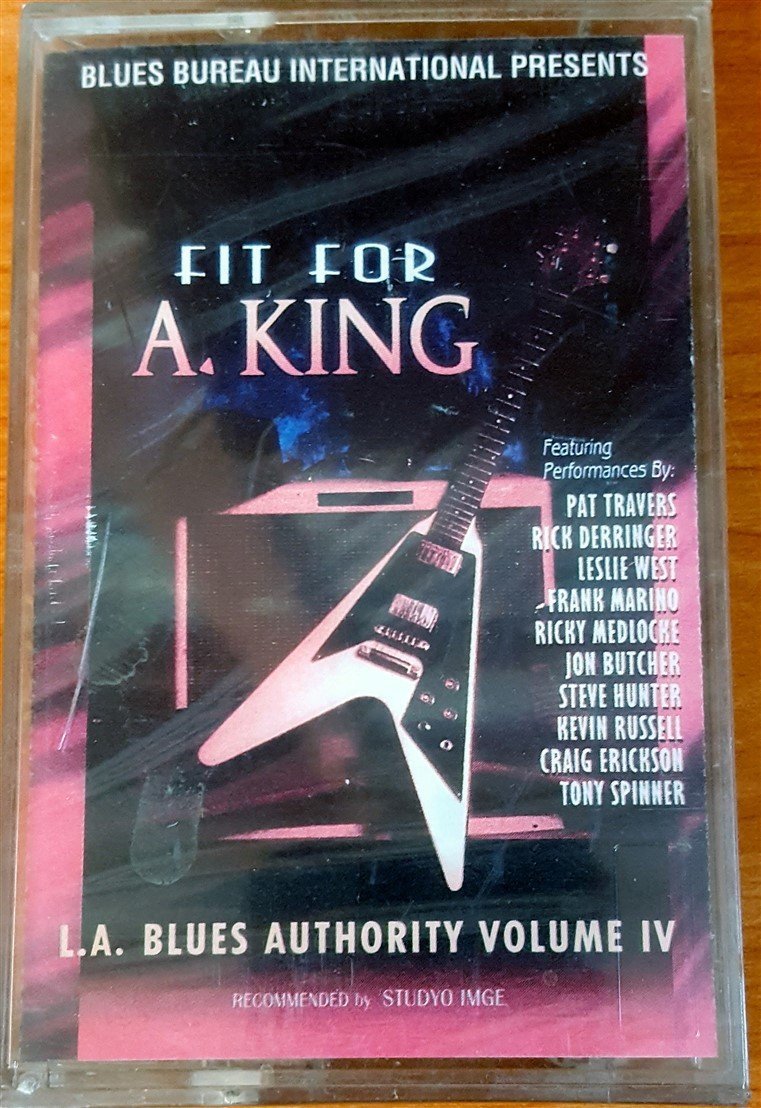 BLUES BUREAU INTERNATIONAL PRESENTS
FIT FOR
A. KING
Featuring
Performances By:
PAT TRAVERS
RICK DERRINGER
LESLIE WEST
FRANK MARINO
RICKY MEDLOCKE
JON BUTCHER
STEVE HUNTER
KEVIN RUSSELL
CRAIG ERICKSON
TONY SPINNER
L.A. BLUES AUTHORITY VOLUME IV
RECOMMENDED by STUDYO IMGE